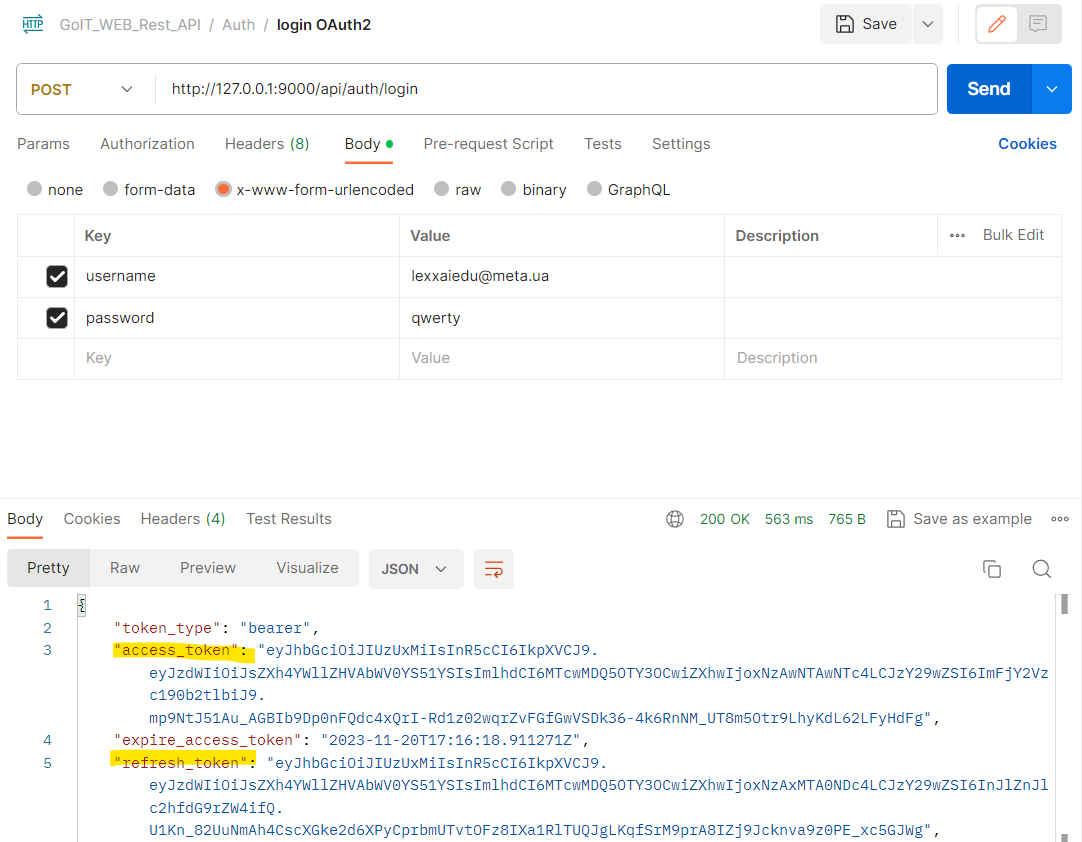 HTTP GoIT_WEB_Rest_API / Auth / login OAuth2 Save
POST http://127.0.0.1:9000/api/auth/login Send
Params Authorization Headers (8) Body Pre-request Script Tests Settings Cookies
none form-data x-www-form-urlencoded raw binary GraphQL
Key Value Description Bulk Edit
username lexxaiedu@meta.ua
password qwerty
Key Value Description
Body Cookies Headers (4) Test Results 200 OK 563 ms 765 B Save as example
Pretty Raw Preview Visualize JSON
1 {
2 "token_type": "bearer",
3 "access_token": "eyJhbGciOiJIUzUxMiIsInR5cCI6IkpXVCJ9.
eyJzdWIiOiJsZXh4YWllZHVAbWV0YS51YSIsImlhdCI6MTcwMDQ5OTY3OCwiZXhwIjoxNzAwNTAwNTc4LCJzY29wZSI6ImFjY2Vz
c190b2tlbiJ9.
mp9NtJ51Au_AGBIb9Dp0nFQdc4xQrI-Rd1z02wqrZvFGfGwVSDk36-4k6RnNM_UT8m5Otr9LhyKdL62LFyHdFg",
4 "expire_access_token": "2023-11-20T17:16:18.911271Z",
5 "refresh_token": "eyJhbGciOiJIUzUxMiIsInR5cCI6IkpXVCJ9.
eyJzdWIiOiJsZXh4YWllZHVAbWV0YS51YSIsImlhdCI6MTcwMDQ5OTY3OCwiZXhwIjoxNzAxMTA0NDc4LCJzY29wZSI6InJlZnJl
c2hfdG9rZW4ifQ.
U1Kn_82UuNmAh4CscXGke2d6XPyCprbmUTvtOFz8IXa1RlTUQJgLKqfSrM9prA8IZj9Jcknva9z0PE_xc5GJWg",